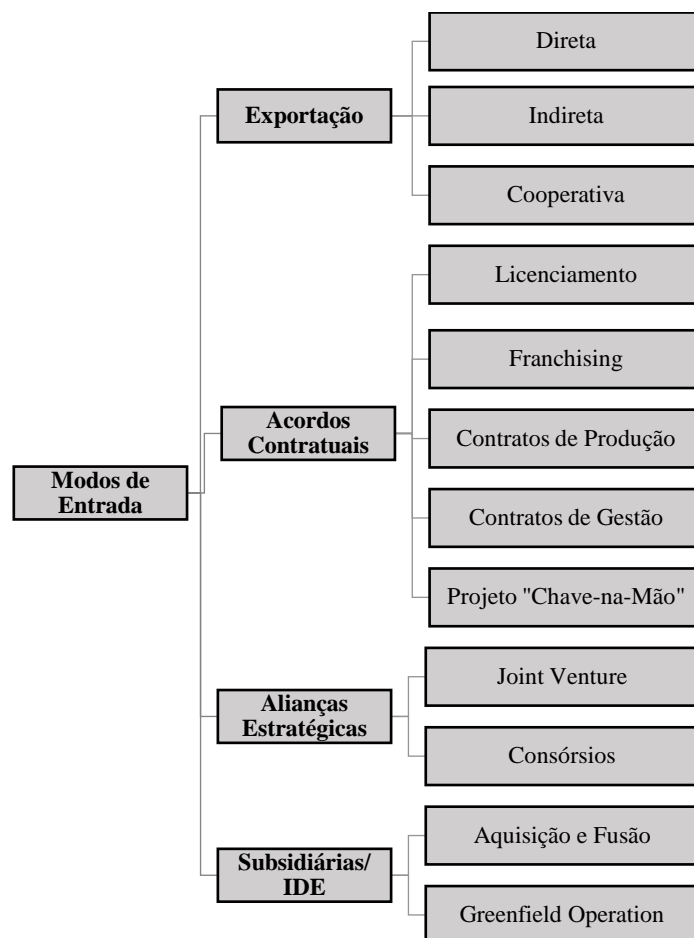 Modos de
Entrada
Exportação
Direta
Indireta
Cooperativa
Acordos
Contratuais
Licenciamento
Franchising
Contratos de Produção
Contratos de Gestão
Projeto "Chave-na-Mão"
Alianças
Estratégicas
Joint Venture
Consórsios
Subsidiárias/
IDE
Aquisição e Fusão
Greenfield Operation